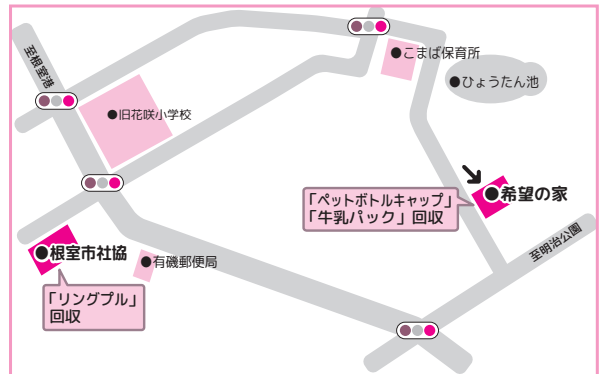 至根室港
●こまば保育所
●ひょうたん池
●旧花咲小学校
●希望の家
「ペットボトルキャップ」
「牛乳パック」回収
至明治公園
●根室市社協
●有磯郵便局
「リングプル」
回収